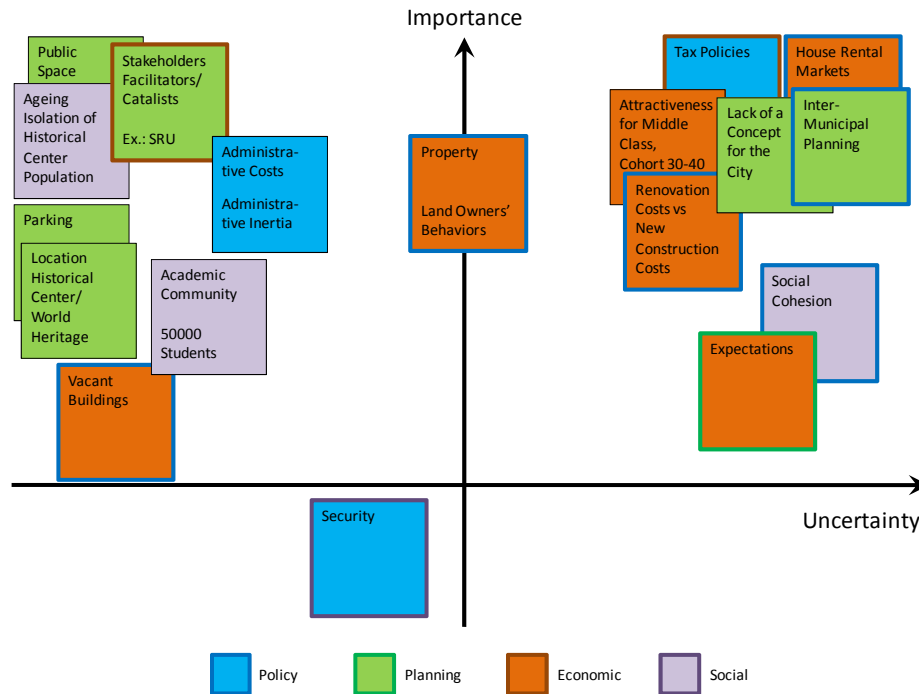 Importance
Public
Space
Stakeholders
Facilitators/
Catalists
Ex.: SRU
Ageing
Isolation of
Historical
Center
Population
Administra-
tive Costs
Administra-
tive Inertia
Parking
Location
Historical
Center/
World
Heritage
Academic
Community
50000
Students
Vacant
Buildings
Property
Land Owners’
Behaviors
Tax Policies
House Rental
Markets
Attractiveness
for Middle
Class,
Cohort 30-40
Lack of a
Concept
for the
City
Inter-
Municipal
Planning
Renovation
Costs vs
New
Construction
Costs
Social
Cohesion
Expectations
Security
Uncertainty
Policy
Planning
Economic
Social